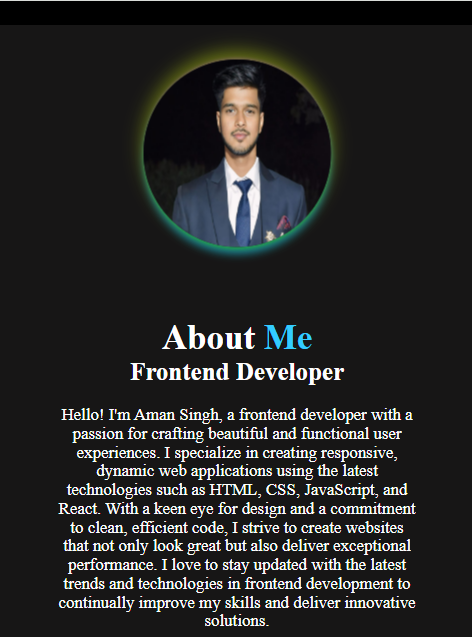 About Me
Frontend Developer
Hello! I'm Aman Singh, a frontend developer with a
passion for crafting beautiful and functional user
experiences. I specialize in creating responsive,
dynamic web applications using the latest
technologies such as HTML, CSS, JavaScript, and
React. With a keen eye for design and a commitment
to clean, efficient code, I strive to create websites
that not only look great but also deliver exceptional
performance. I love to stay updated with the latest
trends and technologies in frontend development to
continually improve my skills and deliver innovative
solutions.